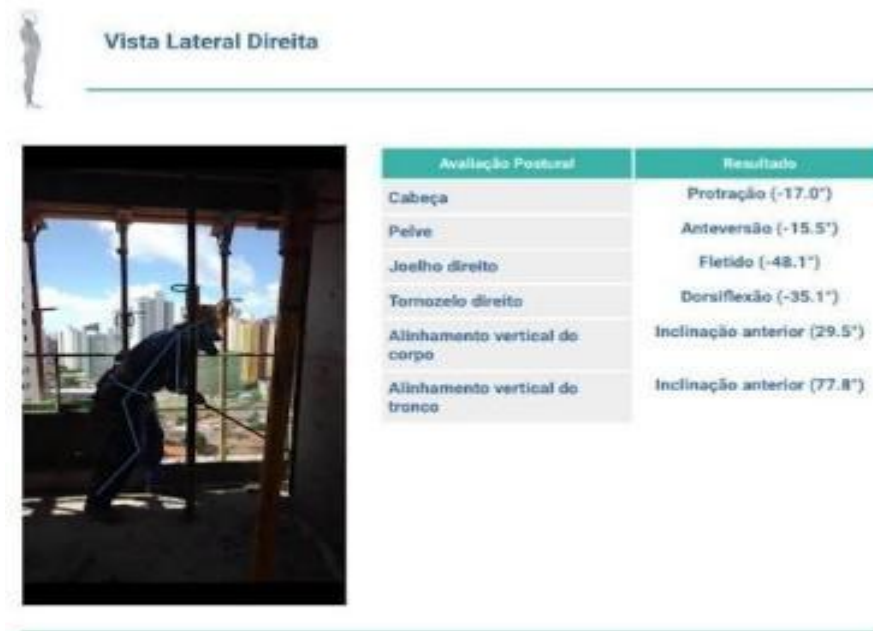 Vista Lateral Direita
Avaliação Postural
Resultado
Cabeça
Protração (-17.0°)
Pelve
Anteversão (-15.5°)
Joelho direito
Fletido (-48.1°)
Tornozelo direito
Dorsiflexão (-35.1°)
Alinhamento vertical do
corpo
Inclinação anterior (29.5°)
Alinhamento vertical do
tronco
Inclinação anterior (77.8°)